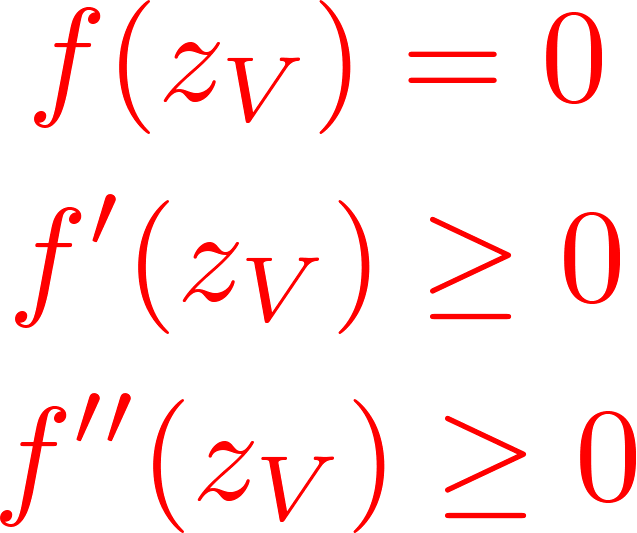 f(z_V) = 0
f′(z_V) ≥ 0
f″(z_V) ≥ 0